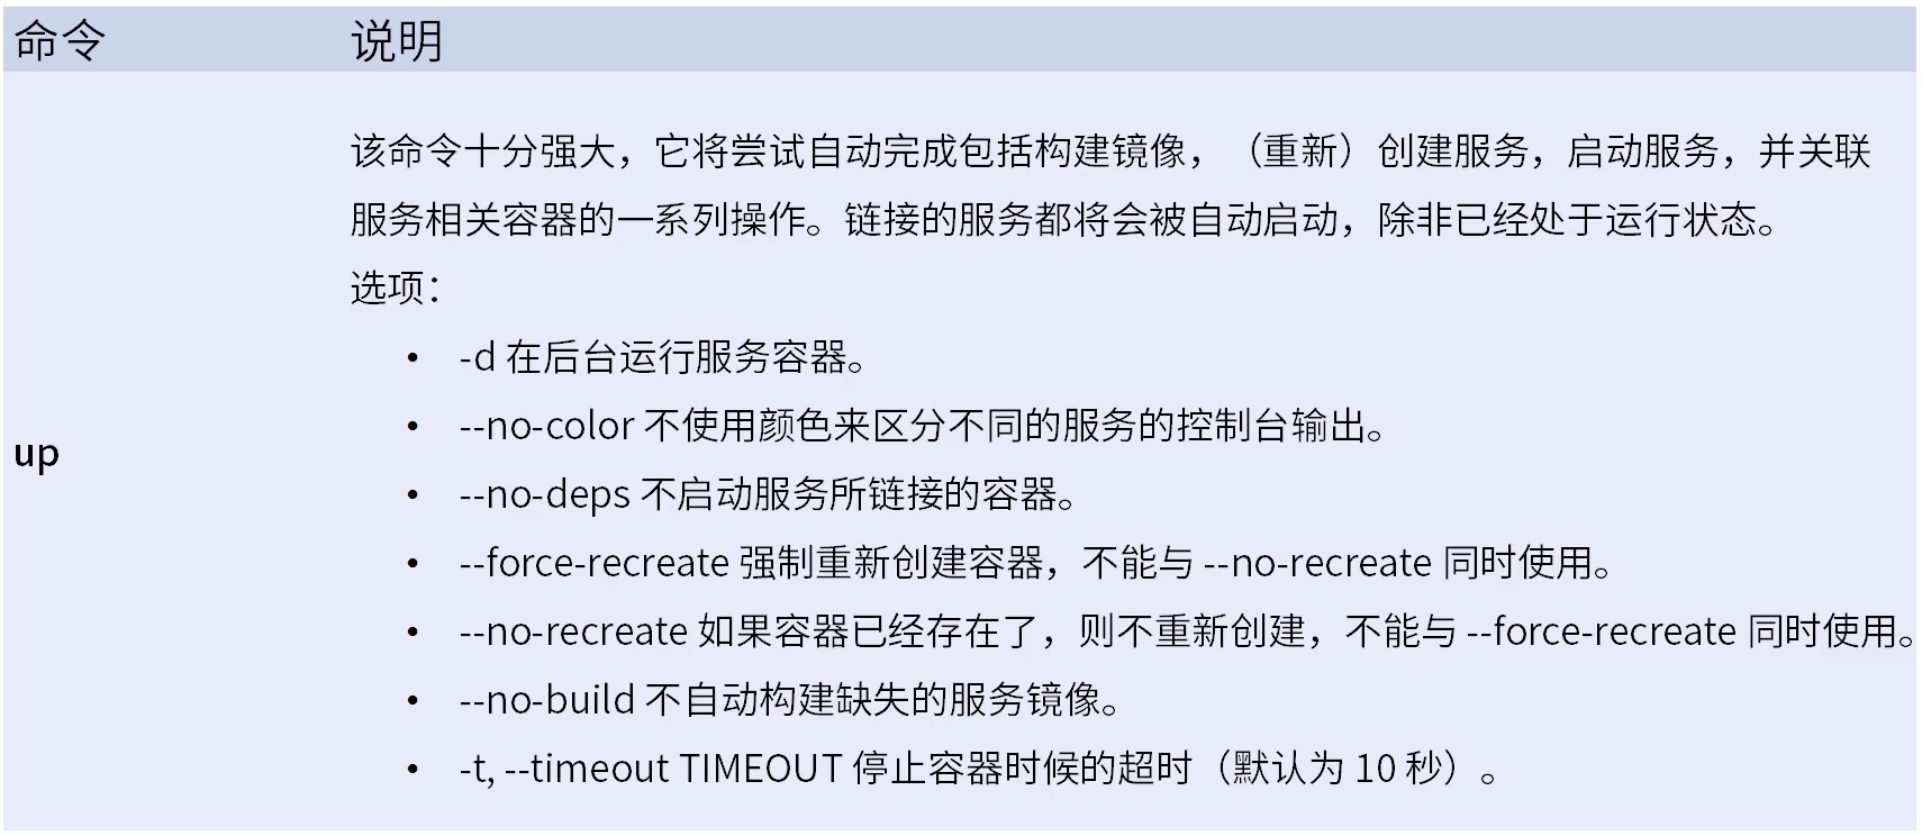 命令 说明
该命令十分强大，它将尝试自动完成包括构建镜像，（重新）创建服务，启动服务，并关联
服务相关容器的一系列操作。链接的服务都将会被自动启动，除非已经处于运行状态。
选项：
• -d 在后台运行服务容器。
• --no-color 不使用颜色来区分不同的服务的控制台输出。
up
• --no-deps 不启动服务所链接的容器。
• --force-recreate 强制重新创建容器，不能与 --no-recreate 同时使用。
• --no-recreate 如果容器已经存在了，则不重新创建，不能与 --force-recreate 同时使用。
• --no-build 不自动构建缺失的服务镜像。
• -t, --timeout TIMEOUT 停止容器时候的超时（默认为 10 秒）。